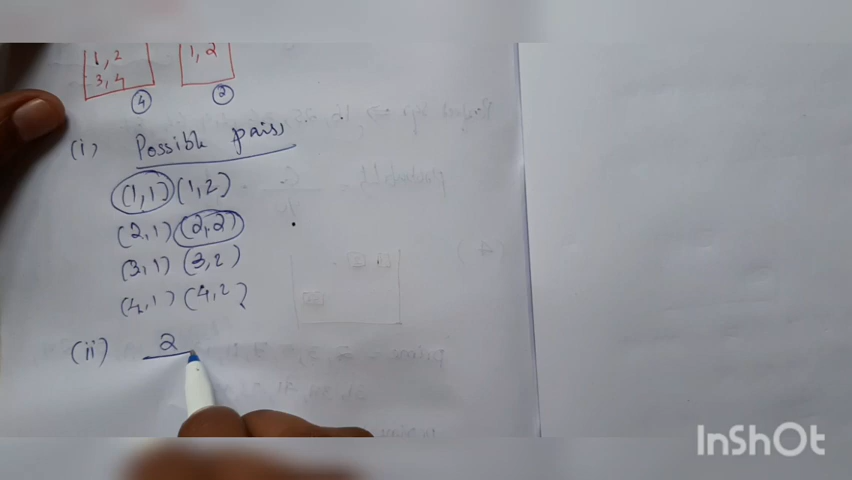 1, 2 1, 2
3, 4
4 2
(i) Possible pairs
(1,1) (1,2)
(2,1) (2,2)
(3,1) (3,2)
(4,1) (4,2)
(ii) 2
InShOt